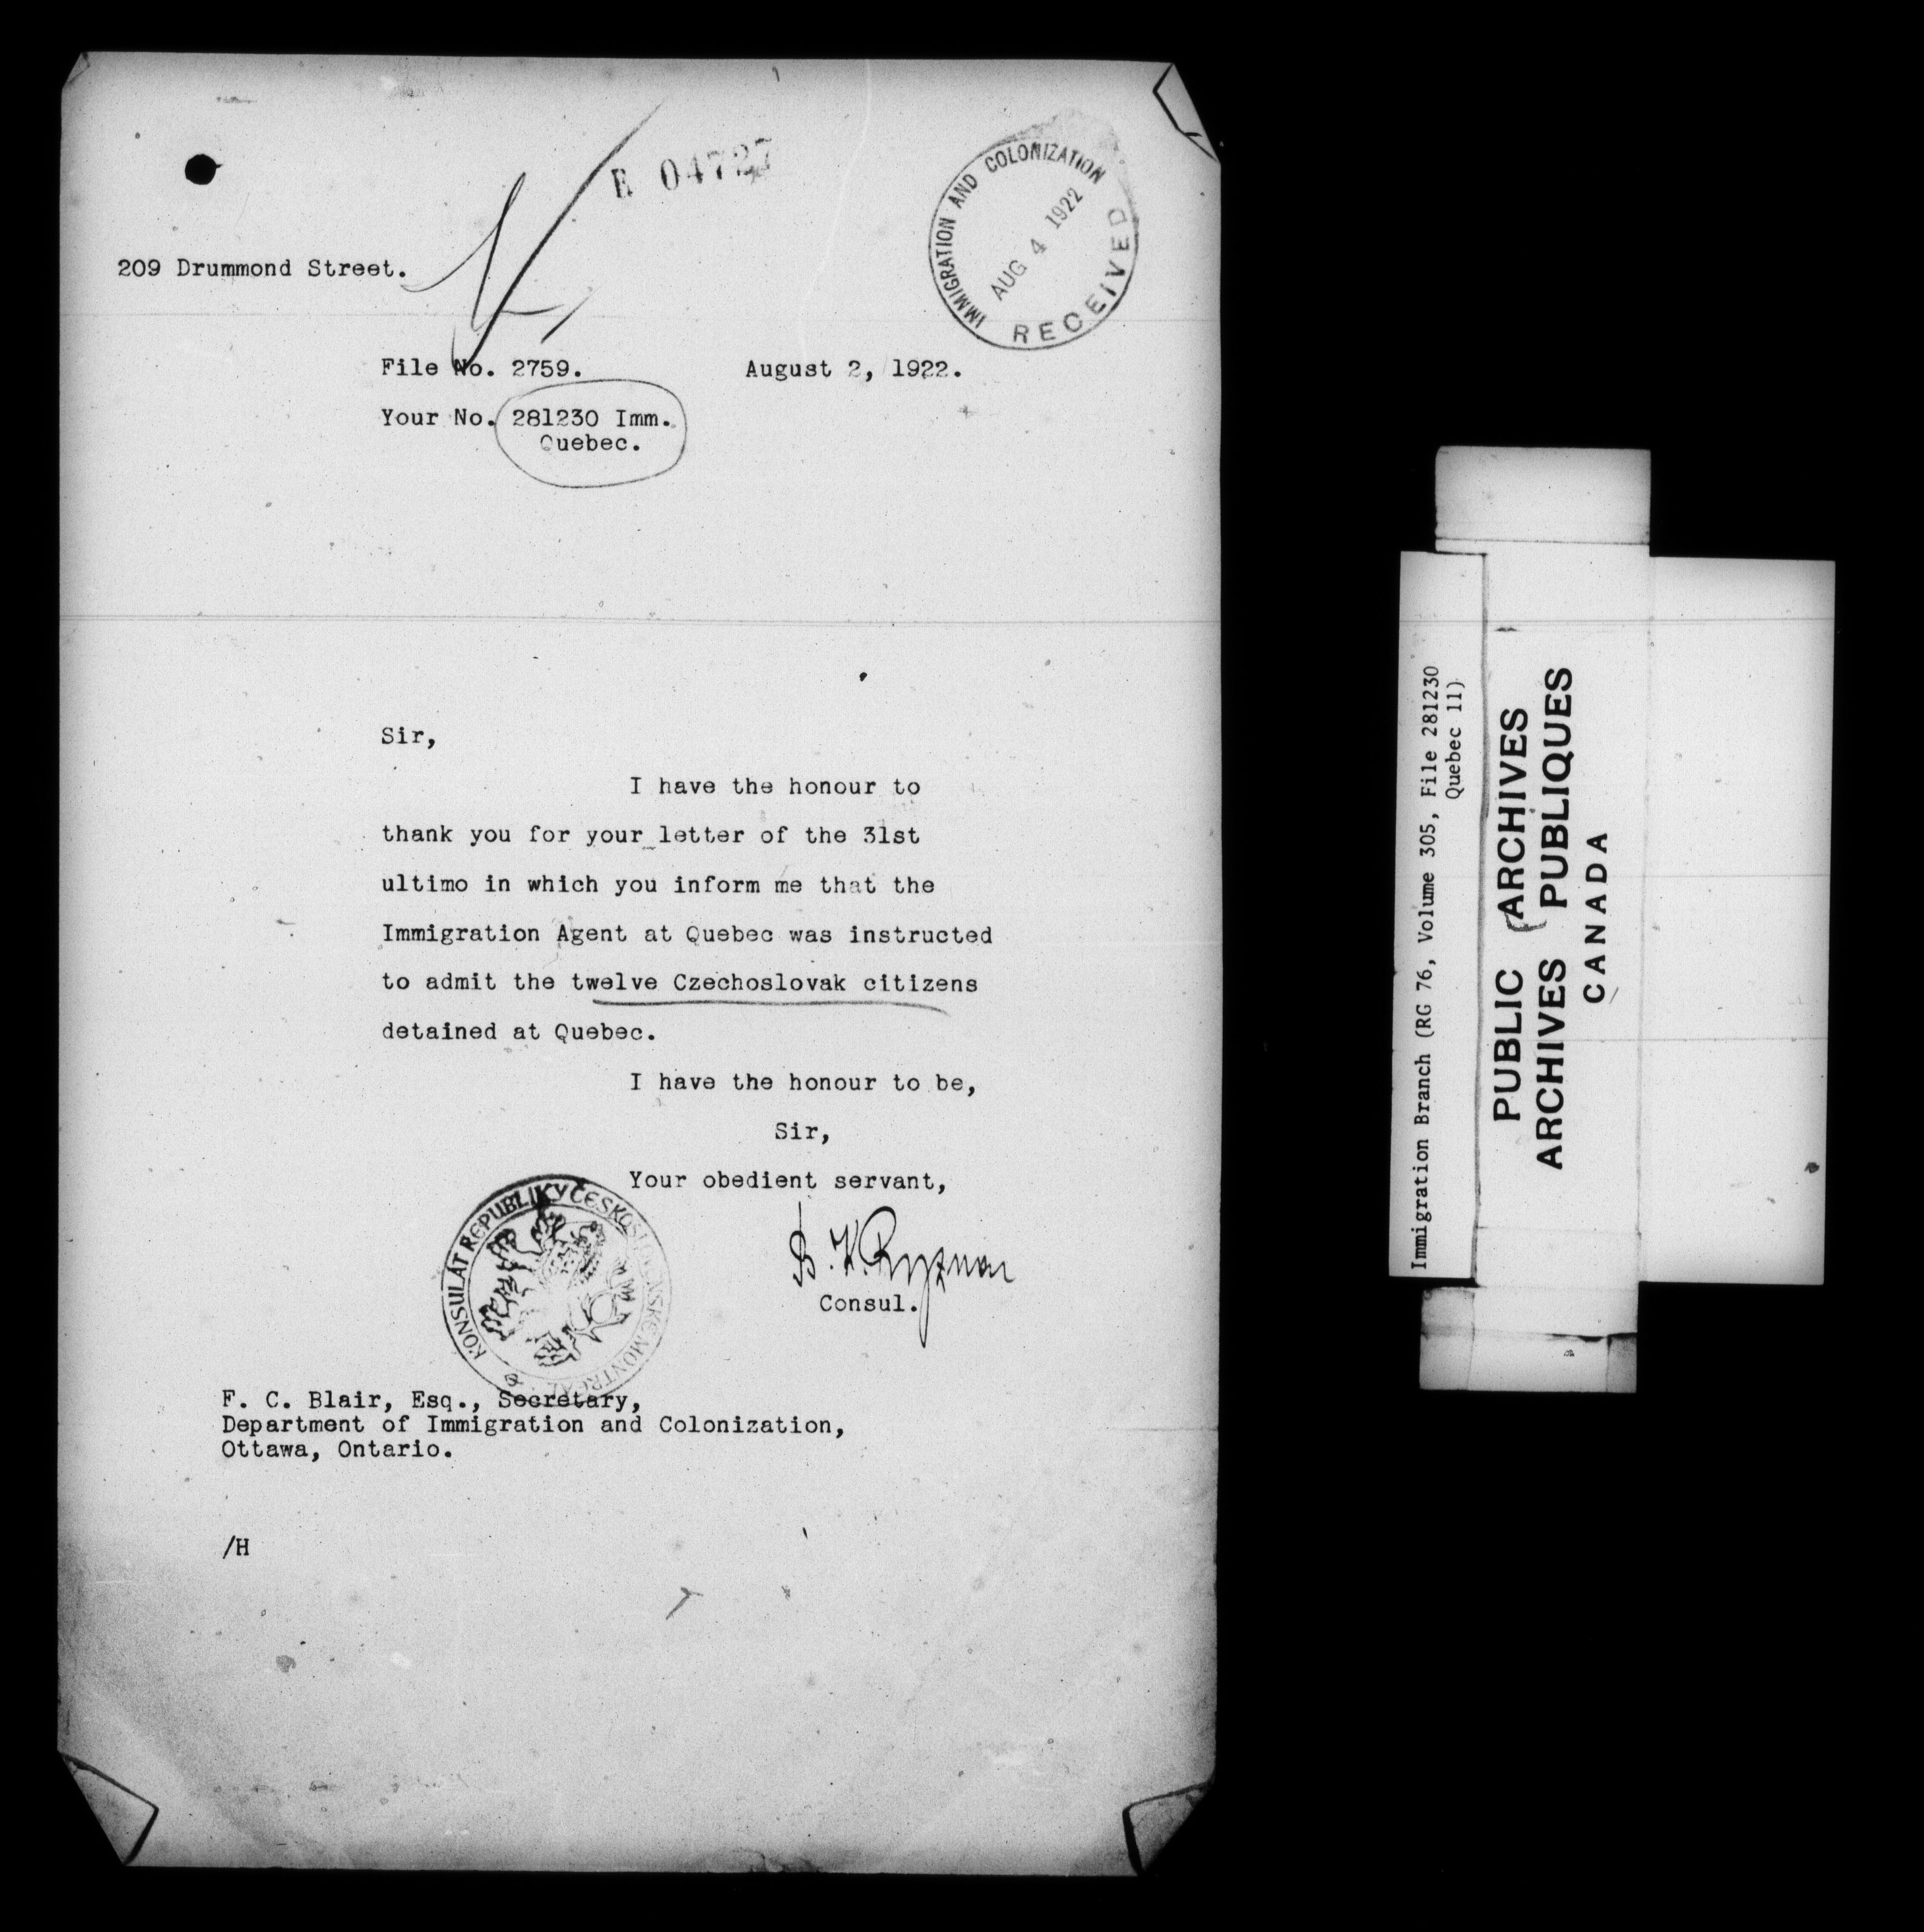 E 04727
IMMIGRATION AND COLONIZATION
AUG 4 1922
RECEIVED
209 Drummond Street.
File No. 2759. August 2, 1922.
Your No. 281230 Imm.
Quebec.
Sir,
I have the honour to
thank you for your letter of the 31st
ultimo in which you inform me that the
Immigration Agent at Quebec was instructed
to admit the twelve Czechoslovak citizens
detained at Quebec.
I have the honour to be,
Sir,
Your obedient servant,
Consul.
KONSULÁT REPUBLIKY ČESKOSLOVENSKÉ MONTREAL
F. C. Blair, Esq., Secretary,
Department of Immigration and Colonization,
Ottawa, Ontario.
/H
Immigration Branch (RG 76, Volume 305, File 281230
Quebec 11)
PUBLIC ARCHIVES
ARCHIVES PUBLIQUES
CANADA